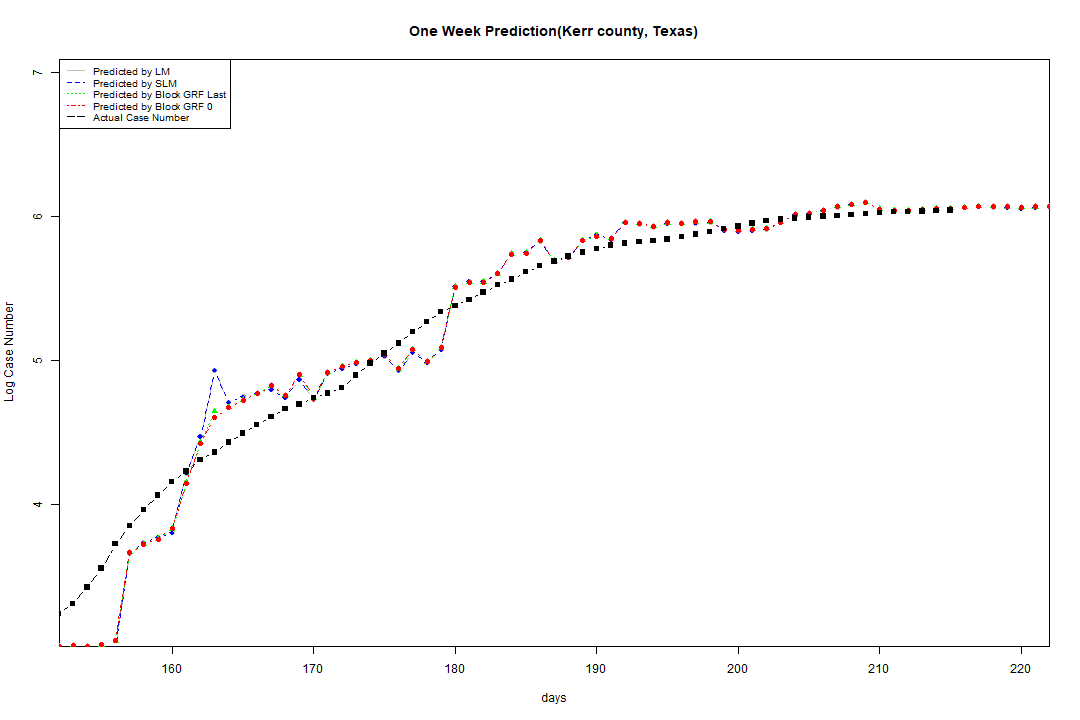 One Week Prediction(Kerr county, Texas)
Predicted by LM
Predicted by SLM
Predicted by Block GRF Last
Predicted by Block GRF 0
Actual Case Number
7
6
5
4
Log Case Number
160 170 180 190 200 210 220
days